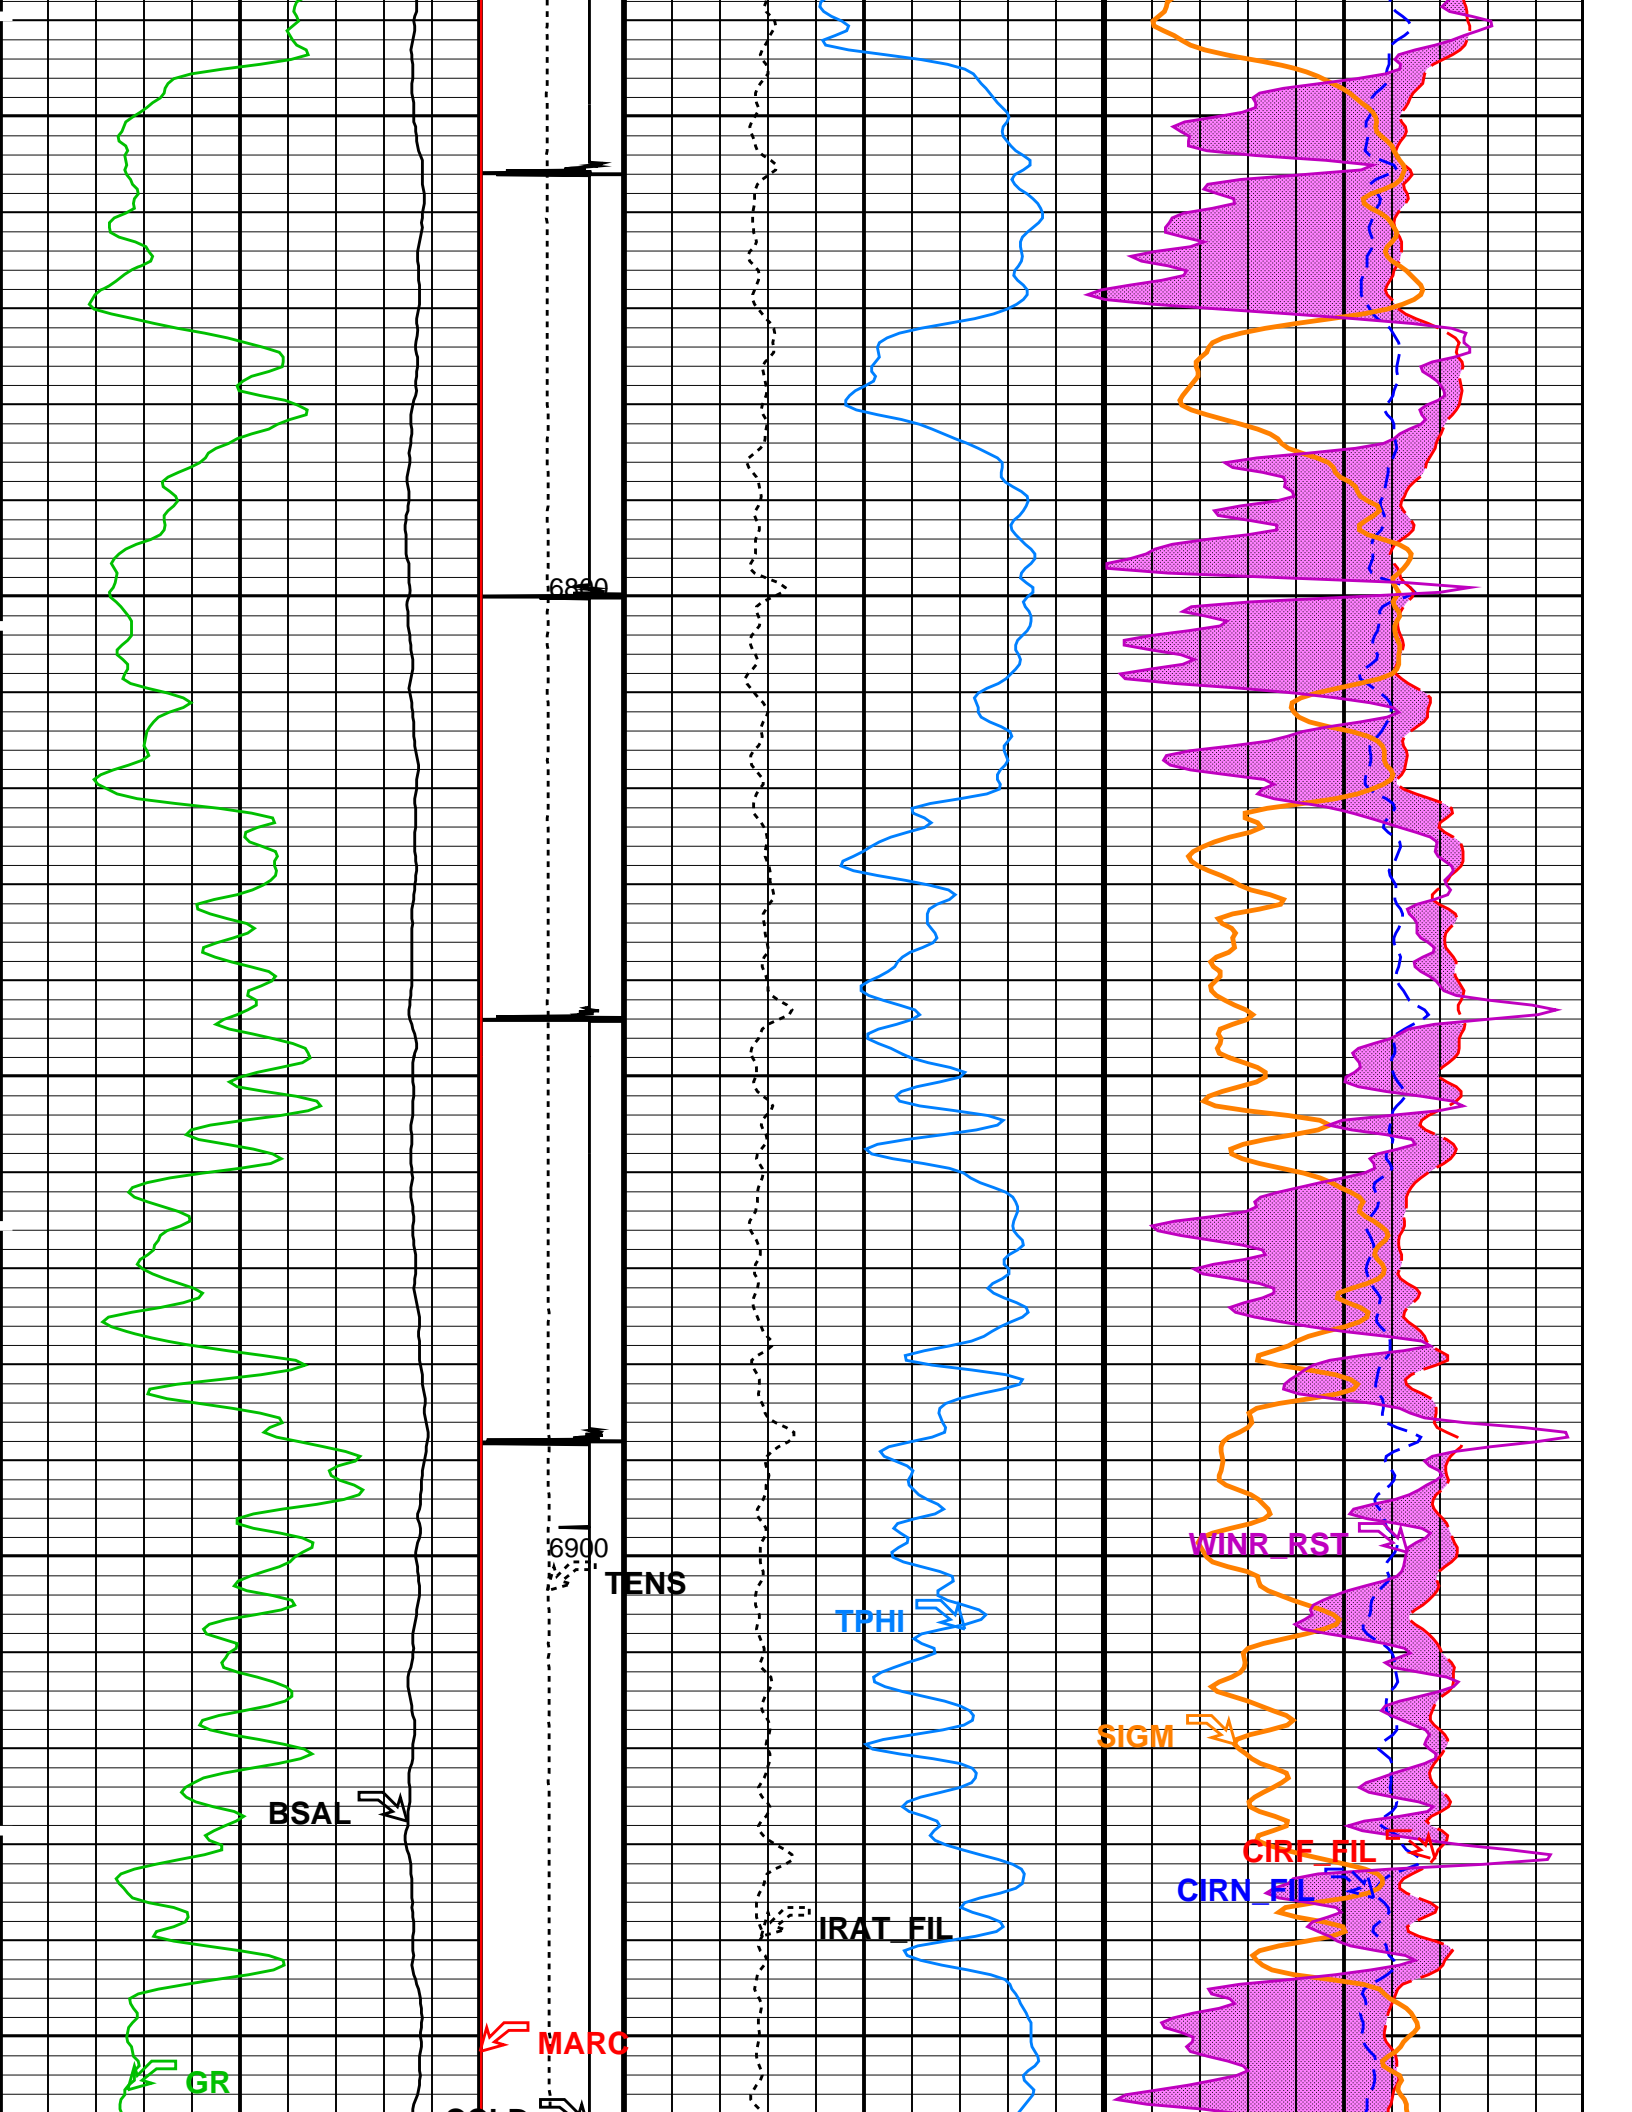 6800
6900
WINR_RST
TENS
TPHI
SIGM
BSAL
CIRF_FIL
CIRN_FIL
IRAT_FIL
MARC
GR